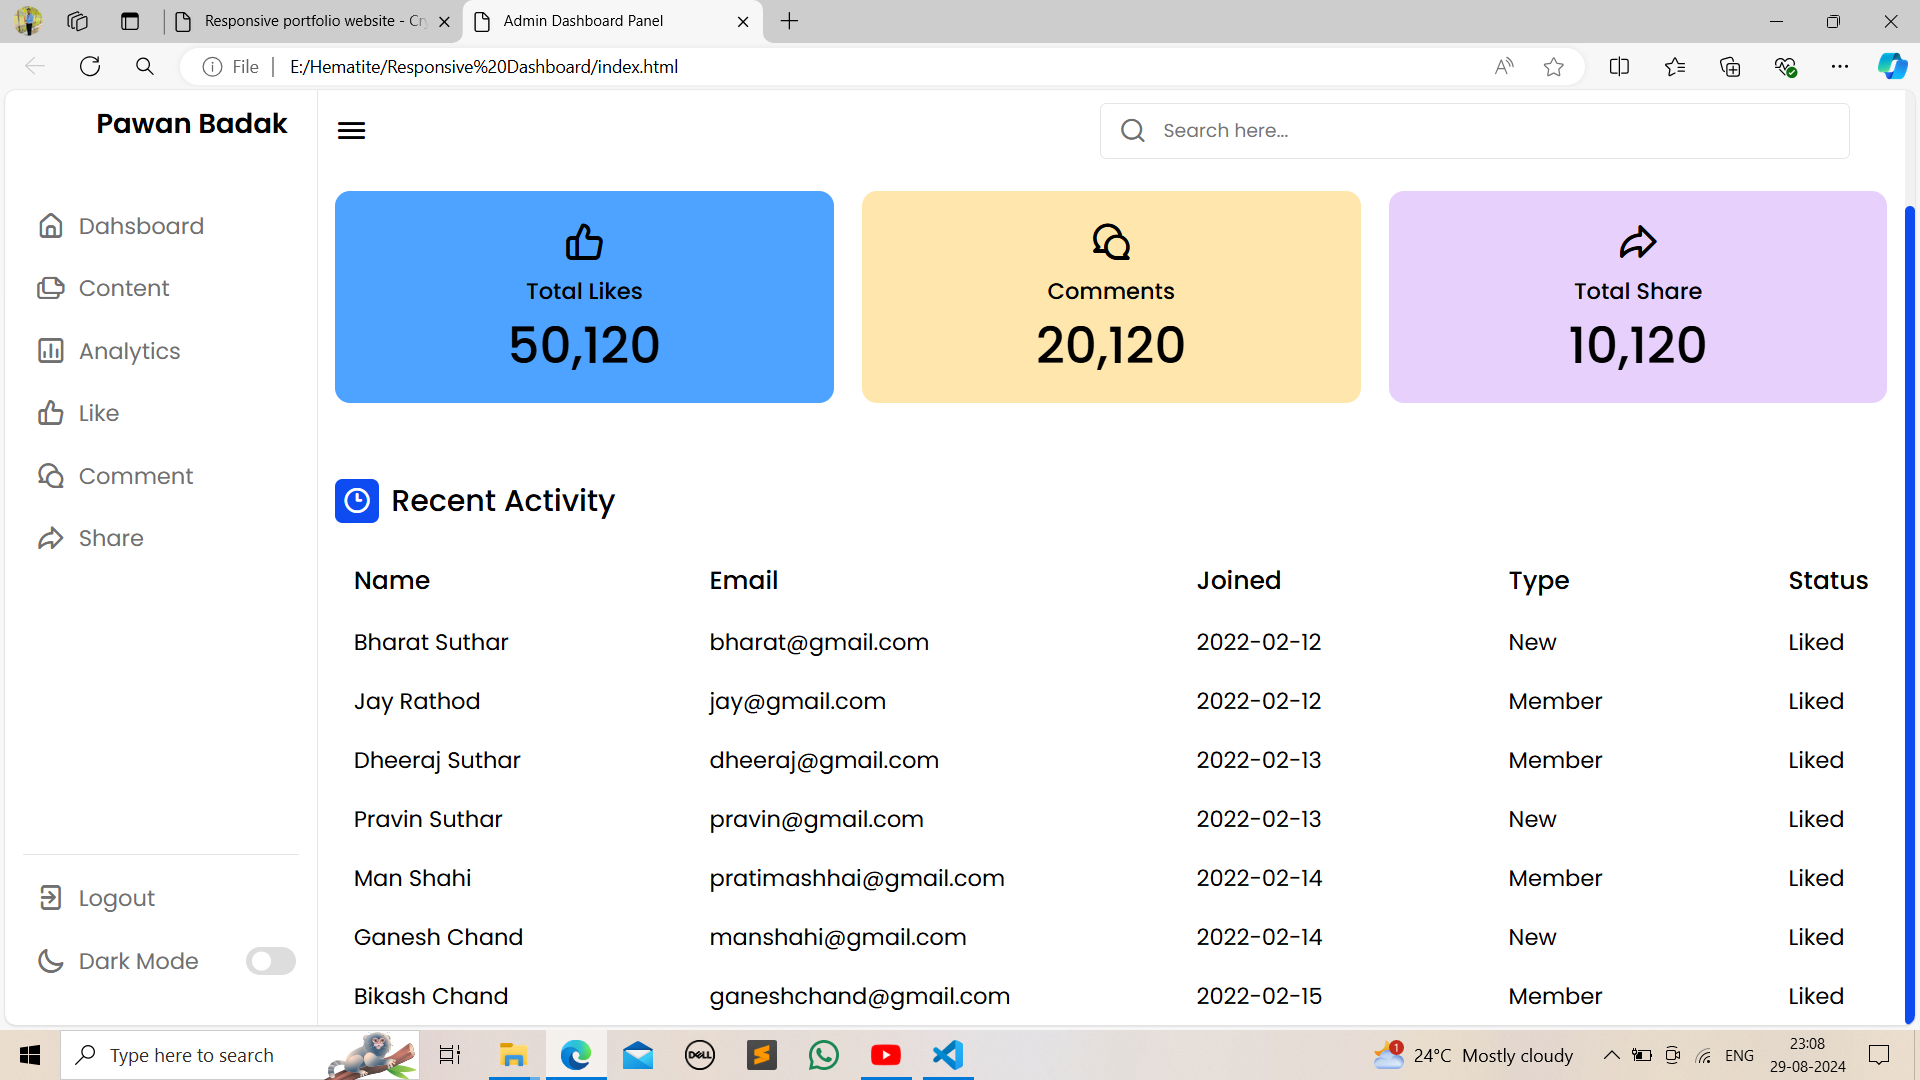 Responsive portfolio website - Cry
Admin Dashboard Panel
File
E:/Hematite/Responsive%20Dashboard/index.html
Pawan Badak
Search here...
Dahsboard
Content
Analytics
Like
Comment
Share
Logout
Dark Mode
Total Likes
50,120
Comments
20,120
Total Share
10,120
Recent Activity
Name Email Joined Type Status
Bharat Suthar bharat@gmail.com 2022-02-12 New Liked
Jay Rathod jay@gmail.com 2022-02-12 Member Liked
Dheeraj Suthar dheeraj@gmail.com 2022-02-13 Member Liked
Pravin Suthar pravin@gmail.com 2022-02-13 New Liked
Man Shahi pratimashhai@gmail.com 2022-02-14 Member Liked
Ganesh Chand manshahi@gmail.com 2022-02-14 New Liked
Bikash Chand ganeshchand@gmail.com 2022-02-15 Member Liked
Type here to search
DELL
1
24°C Mostly cloudy
ENG
23:08
29-08-2024